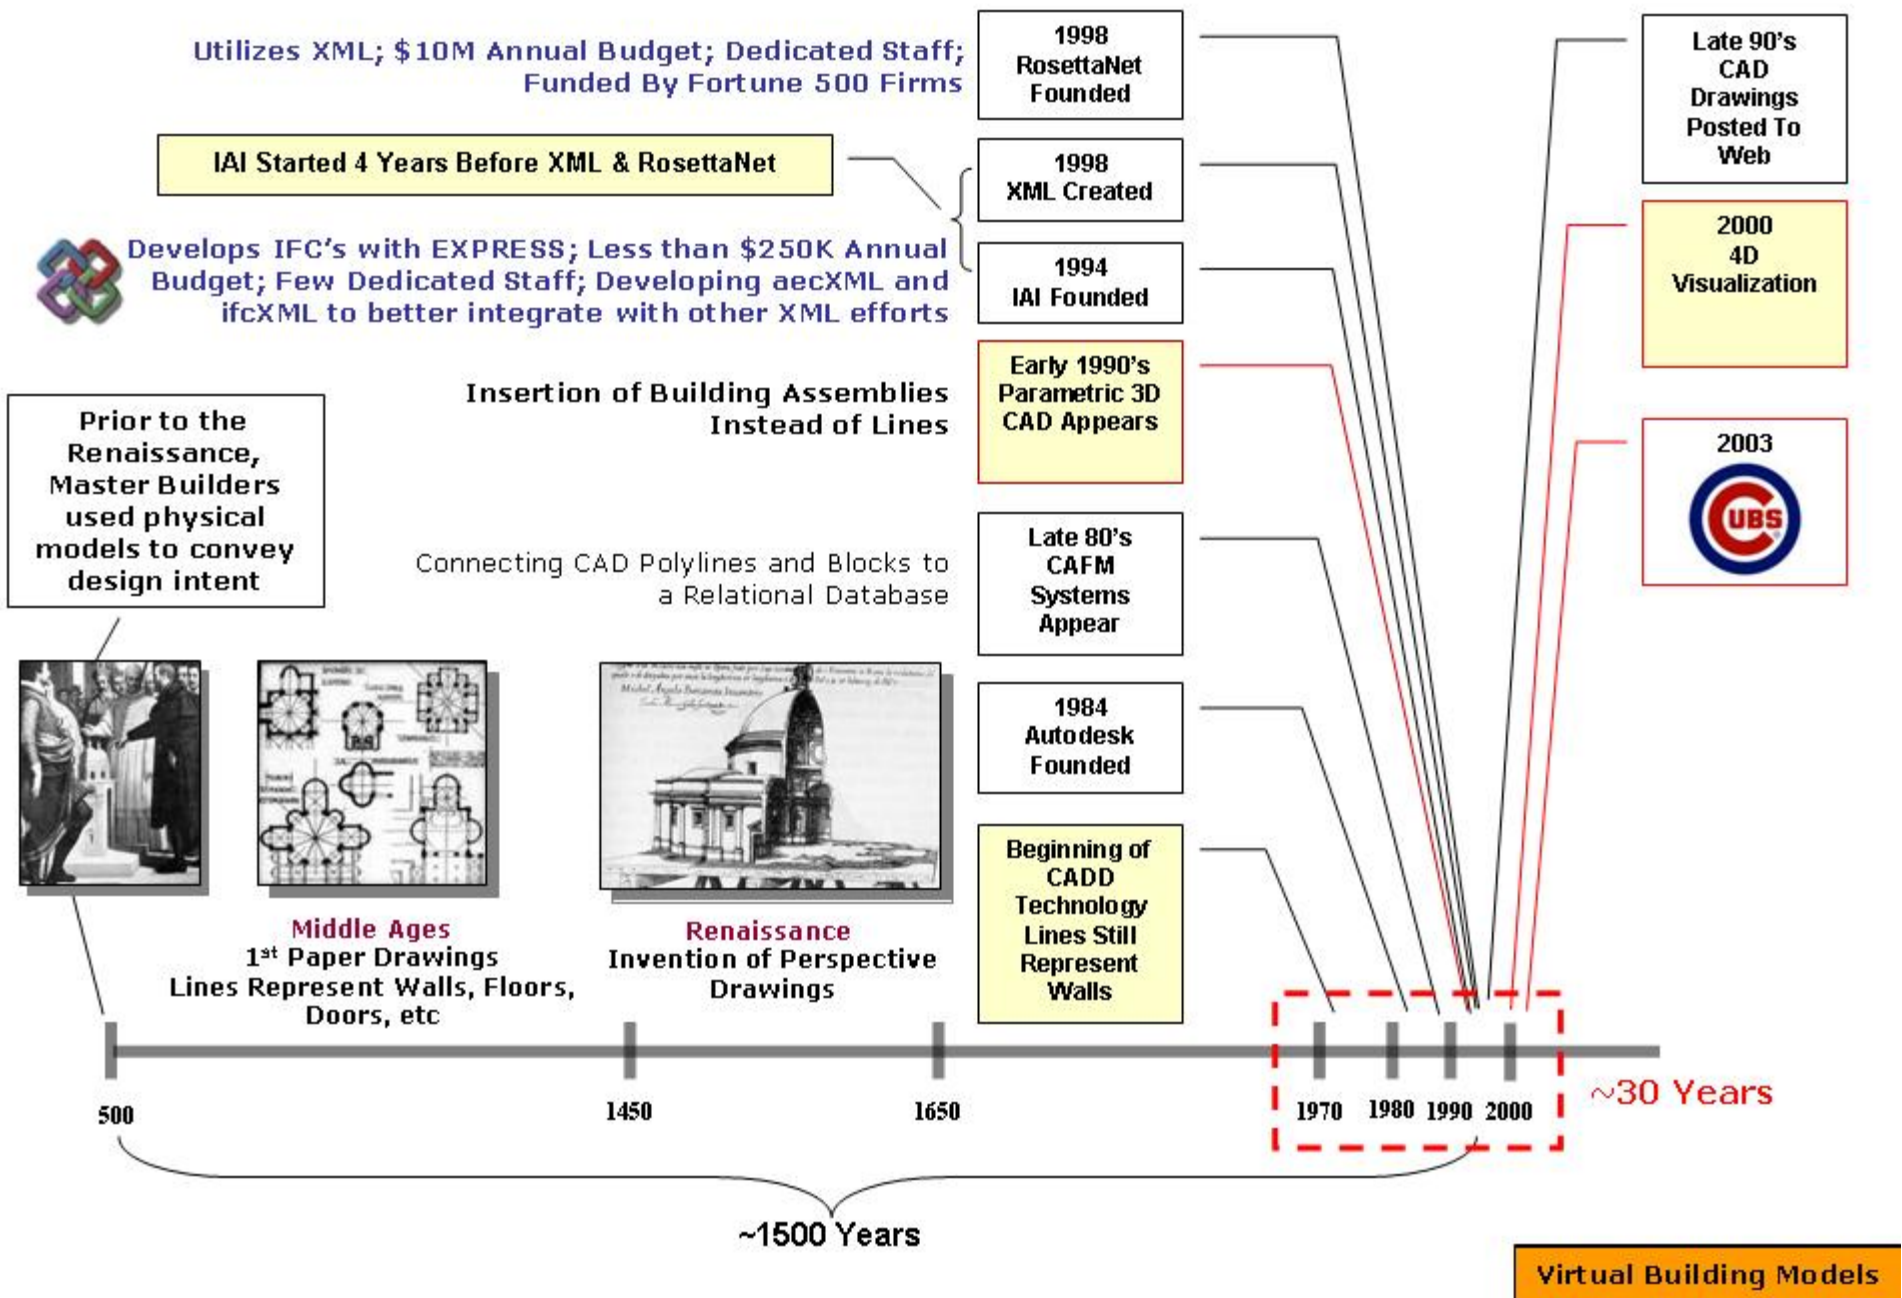 Utilizes XML; $10M Annual Budget; Dedicated Staff;
Funded By Fortune 500 Firms
1998
RosettaNet
Founded
IAI Started 4 Years Before XML & RosettaNet
1998
XML Created
Develops IFC's with EXPRESS; Less than $250K Annual
Budget; Few Dedicated Staff; Developing aecXML and
ifcXML to better integrate with other XML efforts
1994
IAI Founded
Insertion of Building Assemblies
Instead of Lines
Early 1990's
Parametric 3D
CAD Appears
Prior to the
Renaissance,
Master Builders
used physical
models to convey
design intent
Connecting CAD Polylines and Blocks to
a Relational Database
Late 80's
CAFM
Systems
Appear
1984
Autodesk
Founded
Beginning of
CADD
Technology
Lines Still
Represent
Walls
Late 90's
CAD
Drawings
Posted To
Web
2000
4D
Visualization
2003
CUBS
Middle Ages
1st Paper Drawings
Lines Represent Walls, Floors,
Doors, etc
Renaissance
Invention of Perspective
Drawings
500
1450
1650
1970
1980
1990
2000
~30 Years
~1500 Years
Virtual Building Models